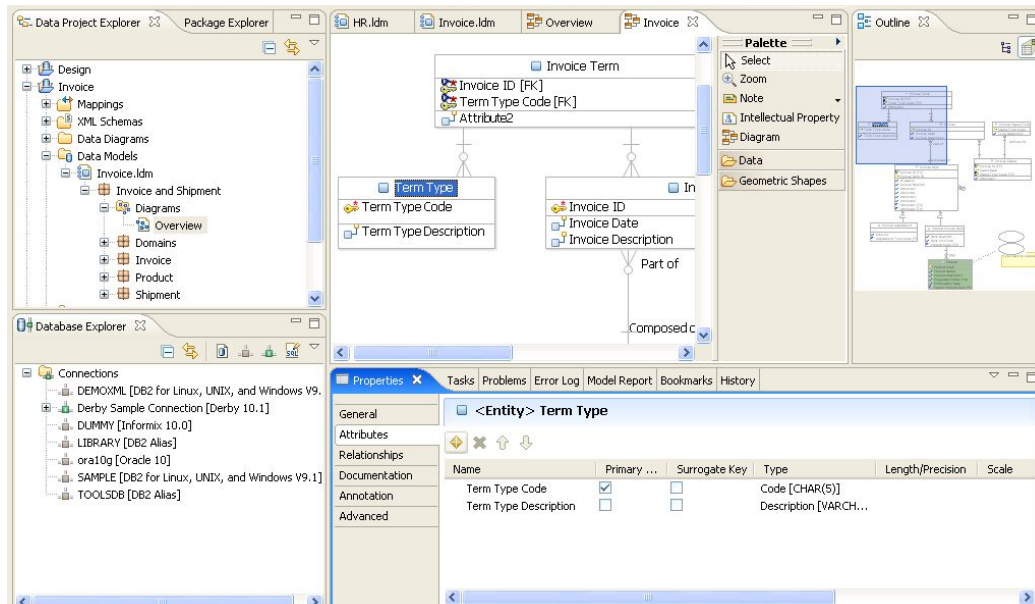 Data Project Explorer
Package Explorer
Design
Invoice
Mappings
XML Schemas
Data Diagrams
Data Models
Invoice.ldm
Invoice and Shipment
Diagrams
Overview
Domains
Invoice
Product
Shipment
HR.ldm
Invoice.ldm
Overview
Invoice
Invoice Term
Invoice ID [FK]
Term Type Code [FK]
Attribute2
Term Type
Term Type Code
Term Type Description
In
Invoice ID
Invoice Date
Invoice Description
Part of
Composed o
Palette
Select
Zoom
Note
Intellectual Property
Diagram
Data
Geometric Shapes
Outline
Database Explorer
Connections
DEMOXML [DB2 for Linux, UNIX, and Windows V9.
Derby Sample Connection [Derby 10.1]
DUMMY [Informix 10.0]
LIBRARY [DB2 Alias]
ora10g [Oracle 10]
SAMPLE [DB2 for Linux, UNIX, and Windows V9.1]
TOOLSDB [DB2 Alias]
Properties
Tasks
Problems
Error Log
Model Report
Bookmarks
History
General
Attributes
Relationships
Documentation
Annotation
Advanced
<Entity> Term Type
Name Primary ... Surrogate Key Type Length/Precision Scale
Term Type Code Code [CHAR(5)]
Term Type Description Description [VARCH...